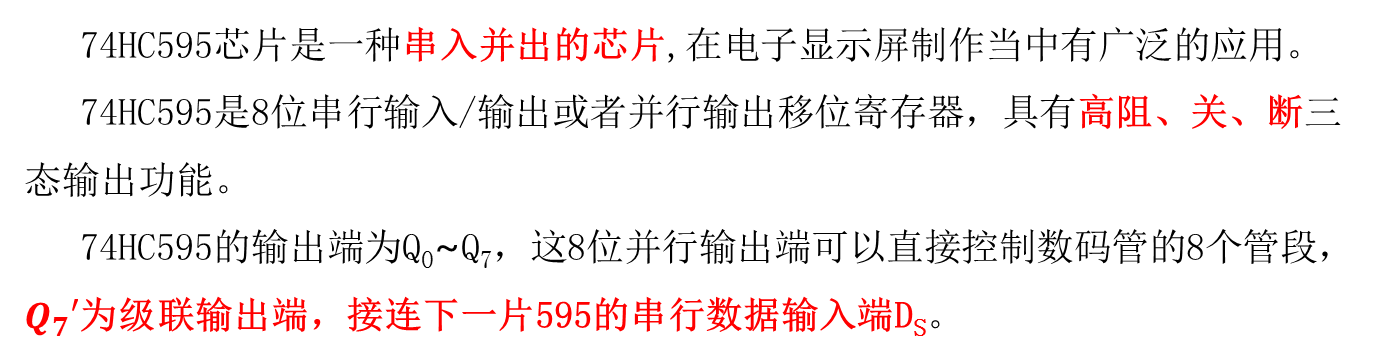 74HC595芯片是一种串入并出的芯片,在电子显示屏制作当中有广泛的应用。
74HC595是8位串行输入/输出或者并行输出移位寄存器，具有高阻、关、断三
态输出功能。
74HC595的输出端为Q₀~Q₇，这8位并行输出端可以直接控制数码管的8个管段，
Q₇′为级联输出端，接连下一片595的串行数据输入端Dₛ。